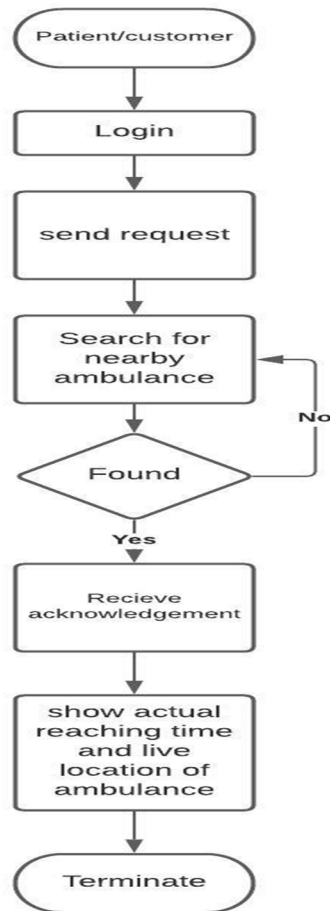 Patient/customer
Login
send request
Search for
nearby
ambulance
No
Found
Yes
Recieve
acknowledgement
show actual
reaching time
and live
location of
ambulance
Terminate